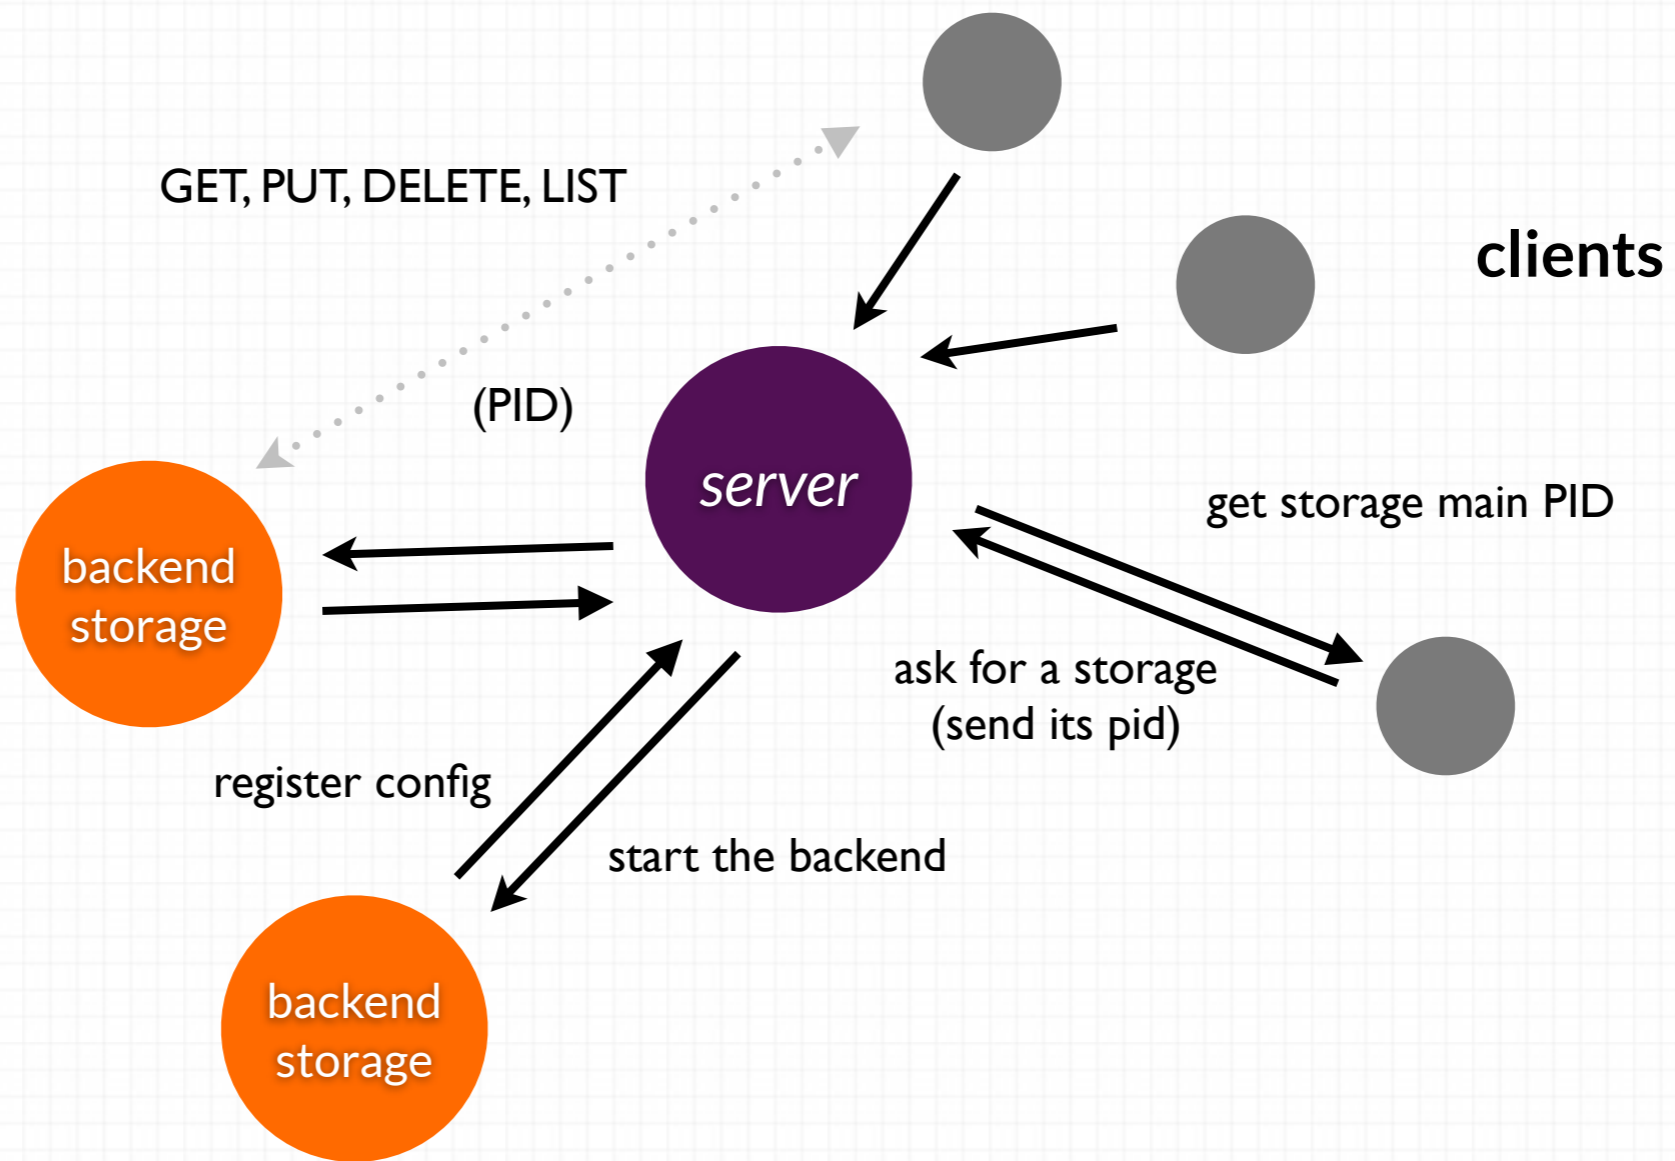 GET, PUT, DELETE, LIST
clients
(PID)
server
get storage main PID
backend
storage
ask for a storage
(send its pid)
register config
start the backend
backend
storage